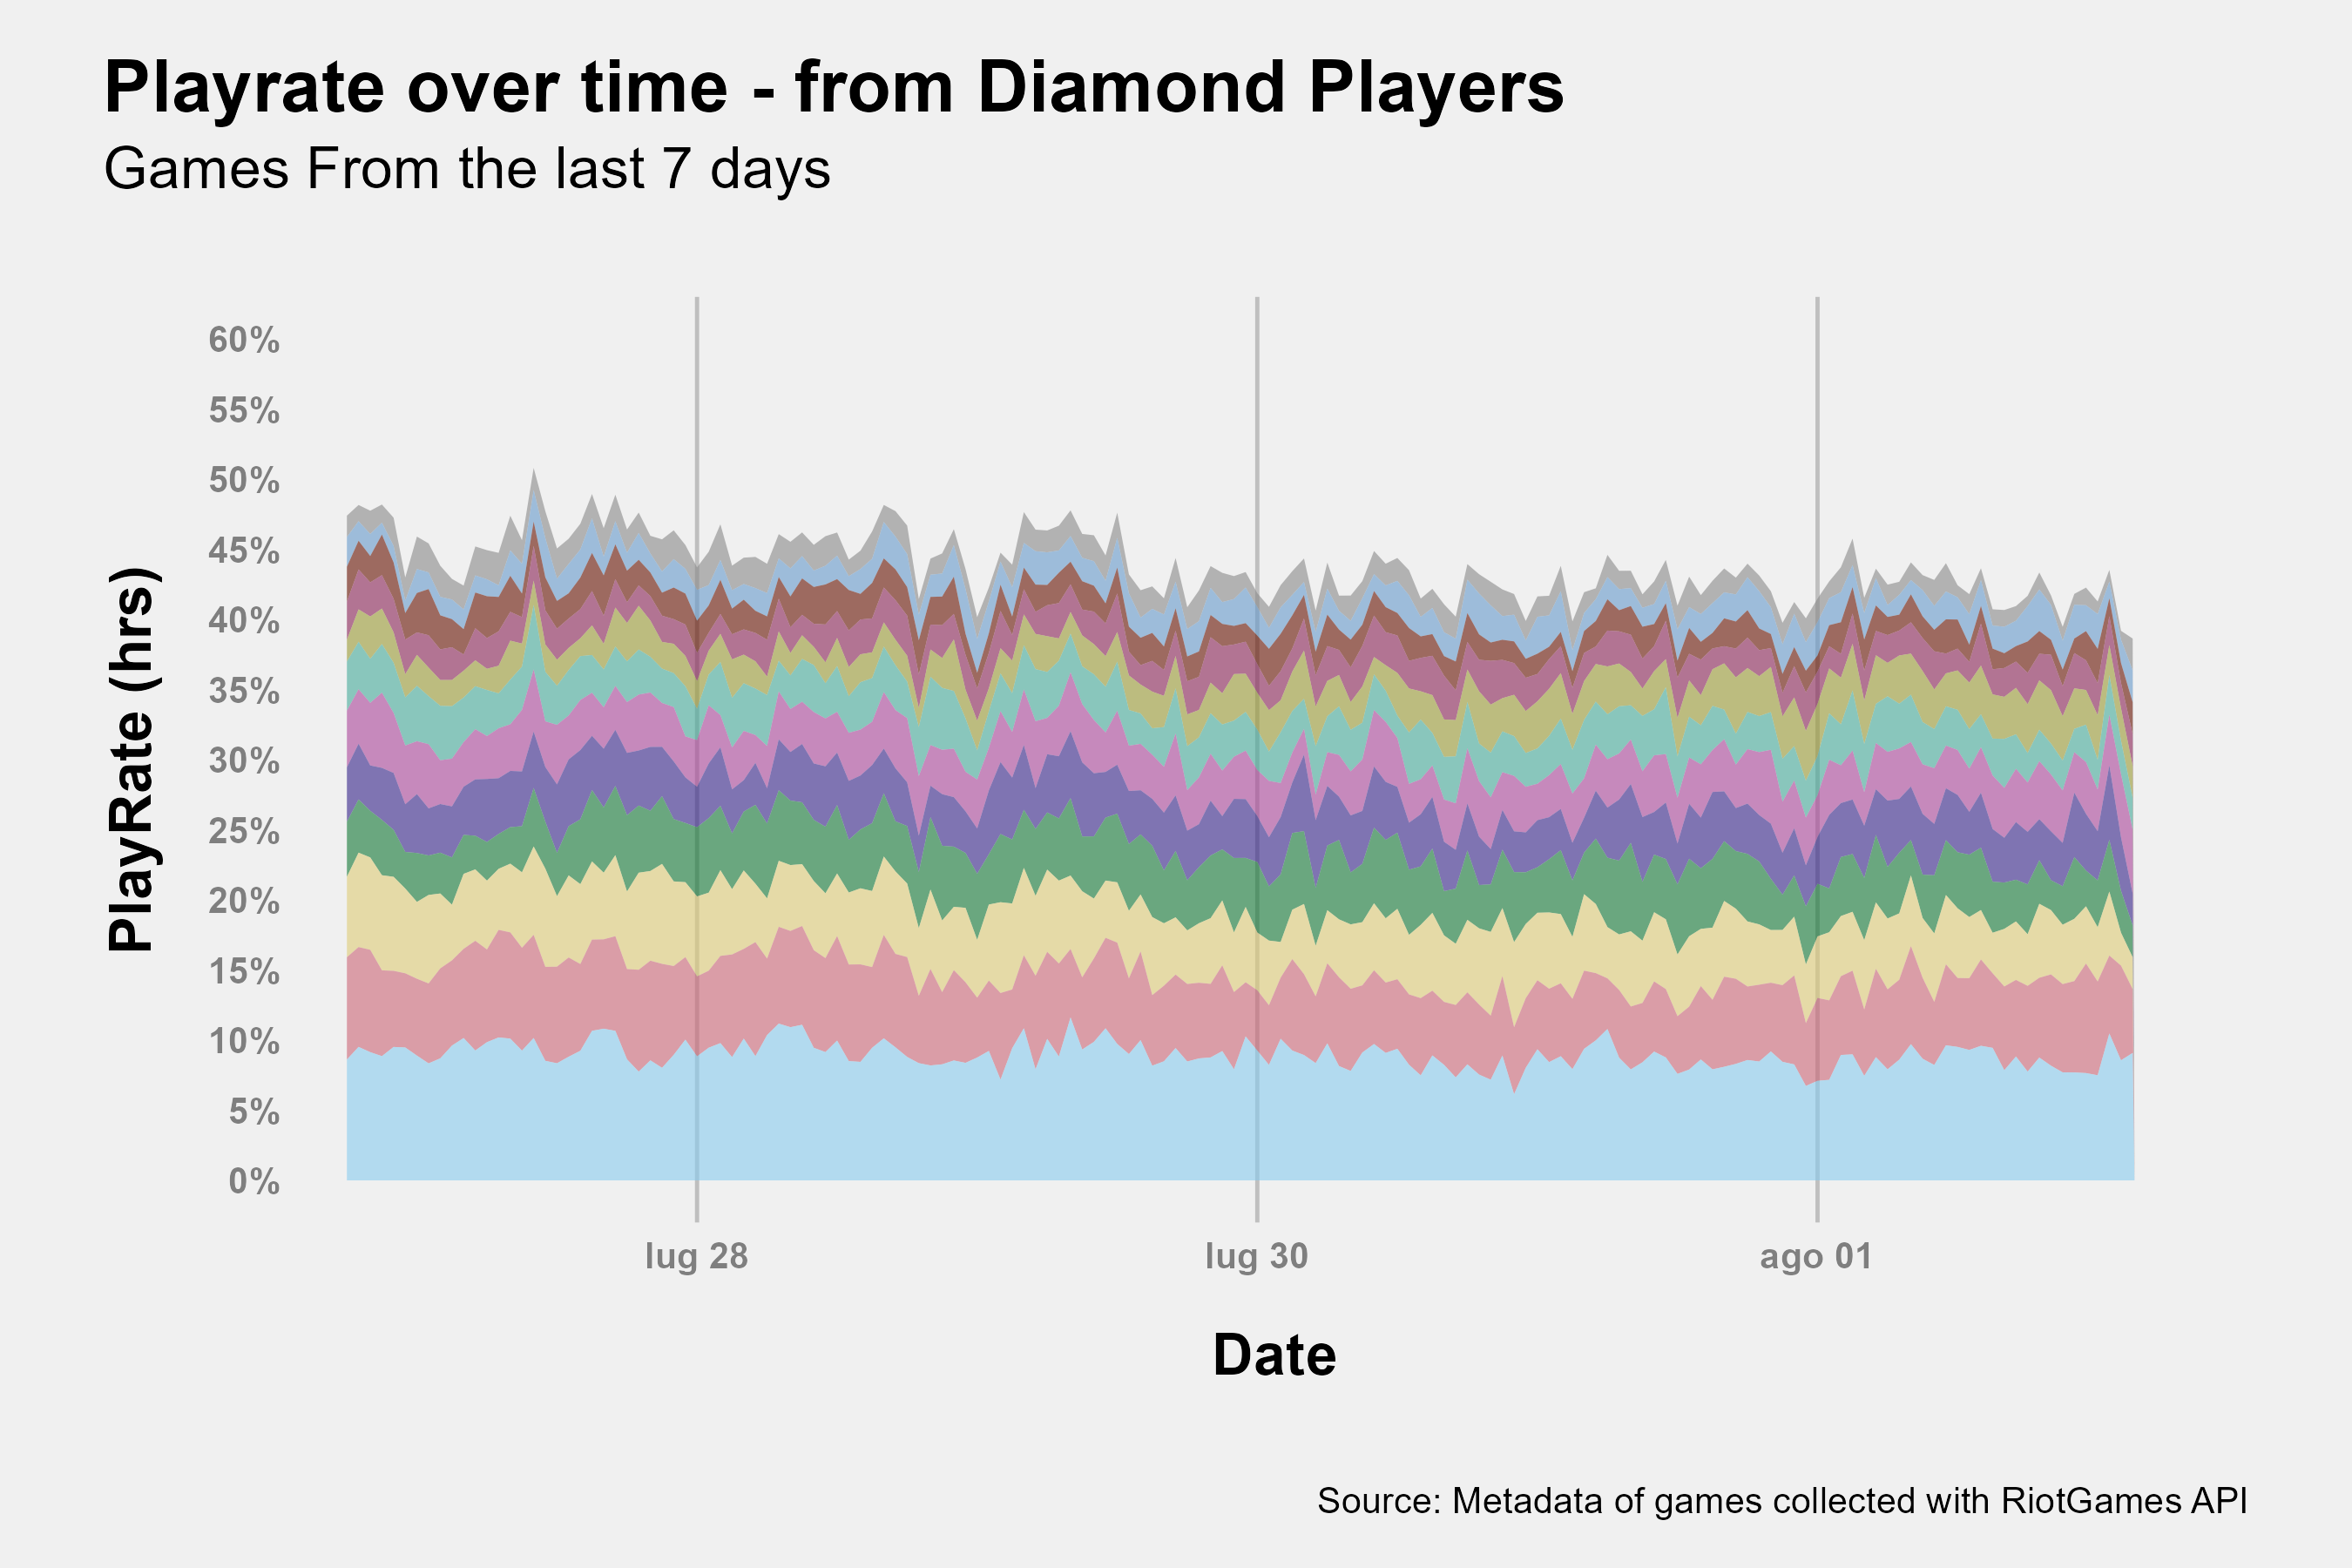 Playrate over time - from Diamond Players
Games From the last 7 days
PlayRate (hrs)
60%
55%
50%
45%
40%
35%
30%
25%
20%
15%
10%
5%
0%
lug 28
lug 30
ago 01
Date
Source: Metadata of games collected with RiotGames API